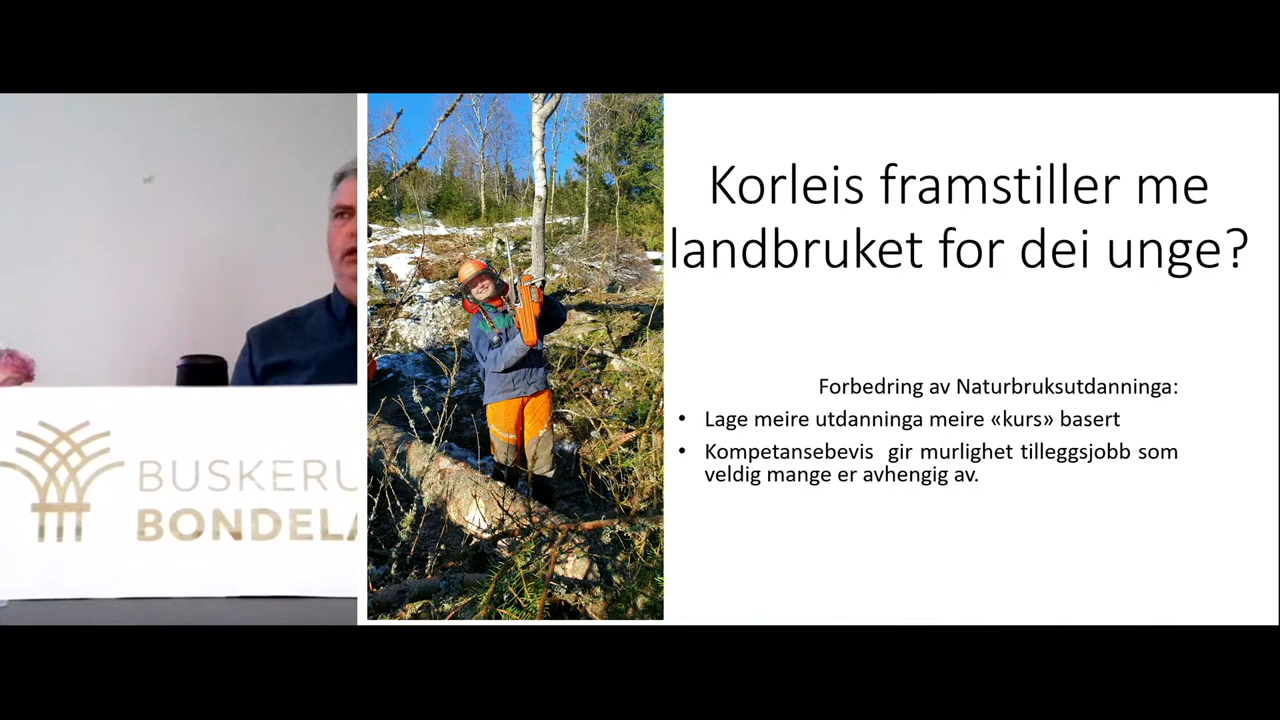 BUSKERU
BONDELA
Korleis framstiller me
landbruket for dei unge?
Forbedring av Naturbruksutdanninga:
• Lage meire utdanninga meire «kurs» basert
• Kompetansebevis gir murlighet tilleggsjobb som
veldig mange er avhengig av.